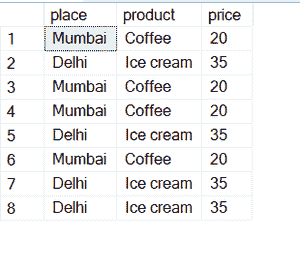 place product price
1 Mumbai Coffee 20
2 Delhi Ice cream 35
3 Mumbai Coffee 20
4 Mumbai Coffee 20
5 Delhi Ice cream 35
6 Mumbai Coffee 20
7 Delhi Ice cream 35
8 Delhi Ice cream 35